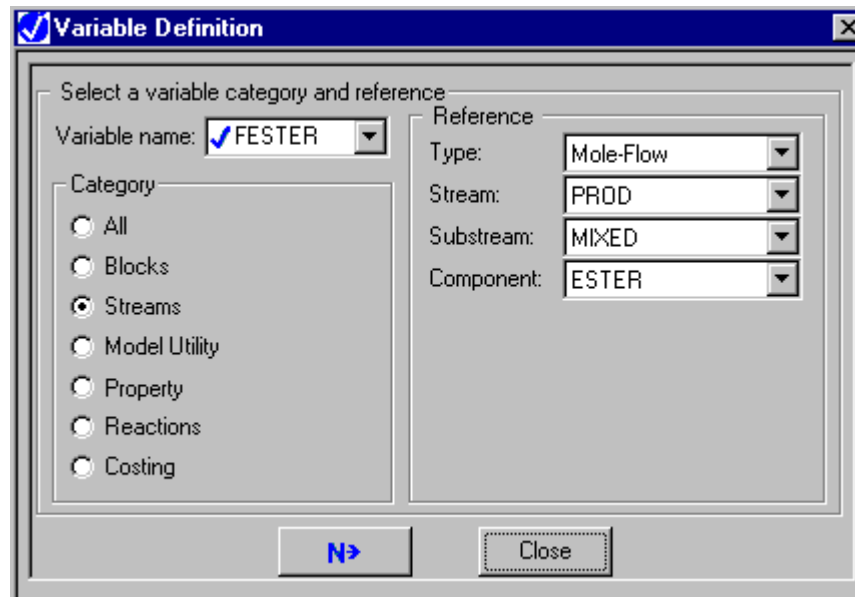 Variable Definition
Select a variable category and reference
Variable name: FESTER
Category
All
Blocks
Streams
Model Utility
Property
Reactions
Costing
Reference
Type: Mole-Flow
Stream: PROD
Substream: MIXED
Component: ESTER
N
Close